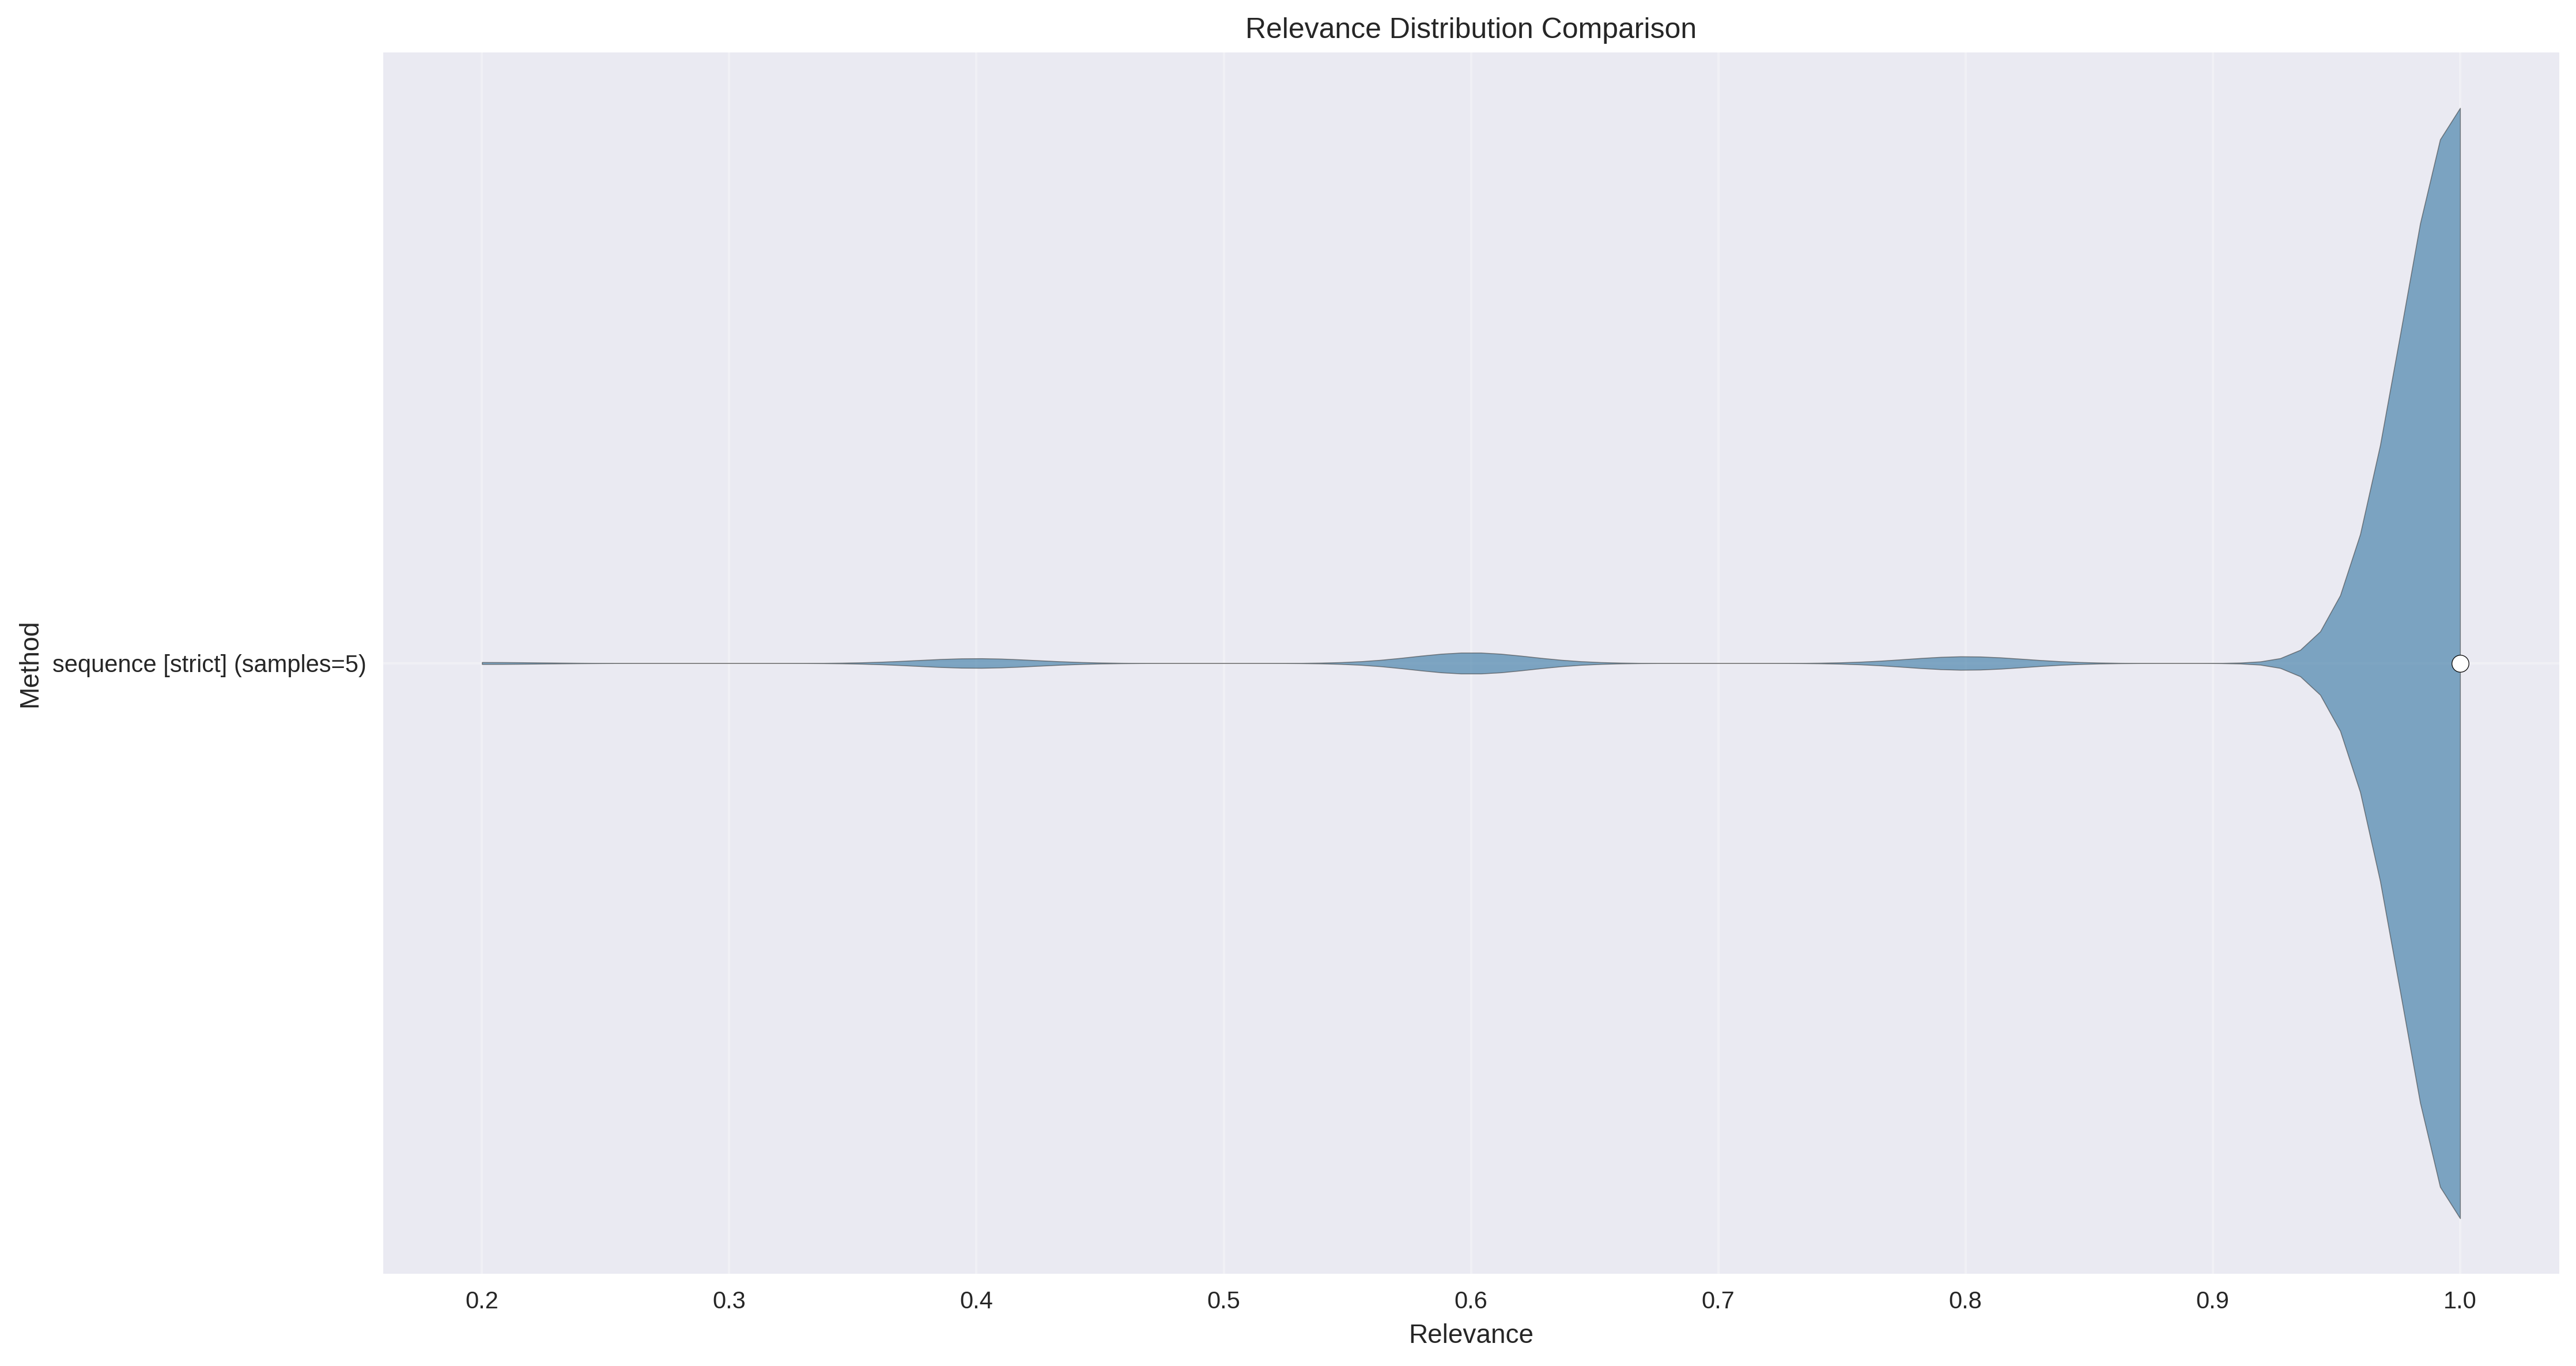 Relevance Distribution Comparison
Method
sequence [strict] (samples=5)
0.2 0.3 0.4 0.5 0.6 0.7 0.8 0.9 1.0
Relevance